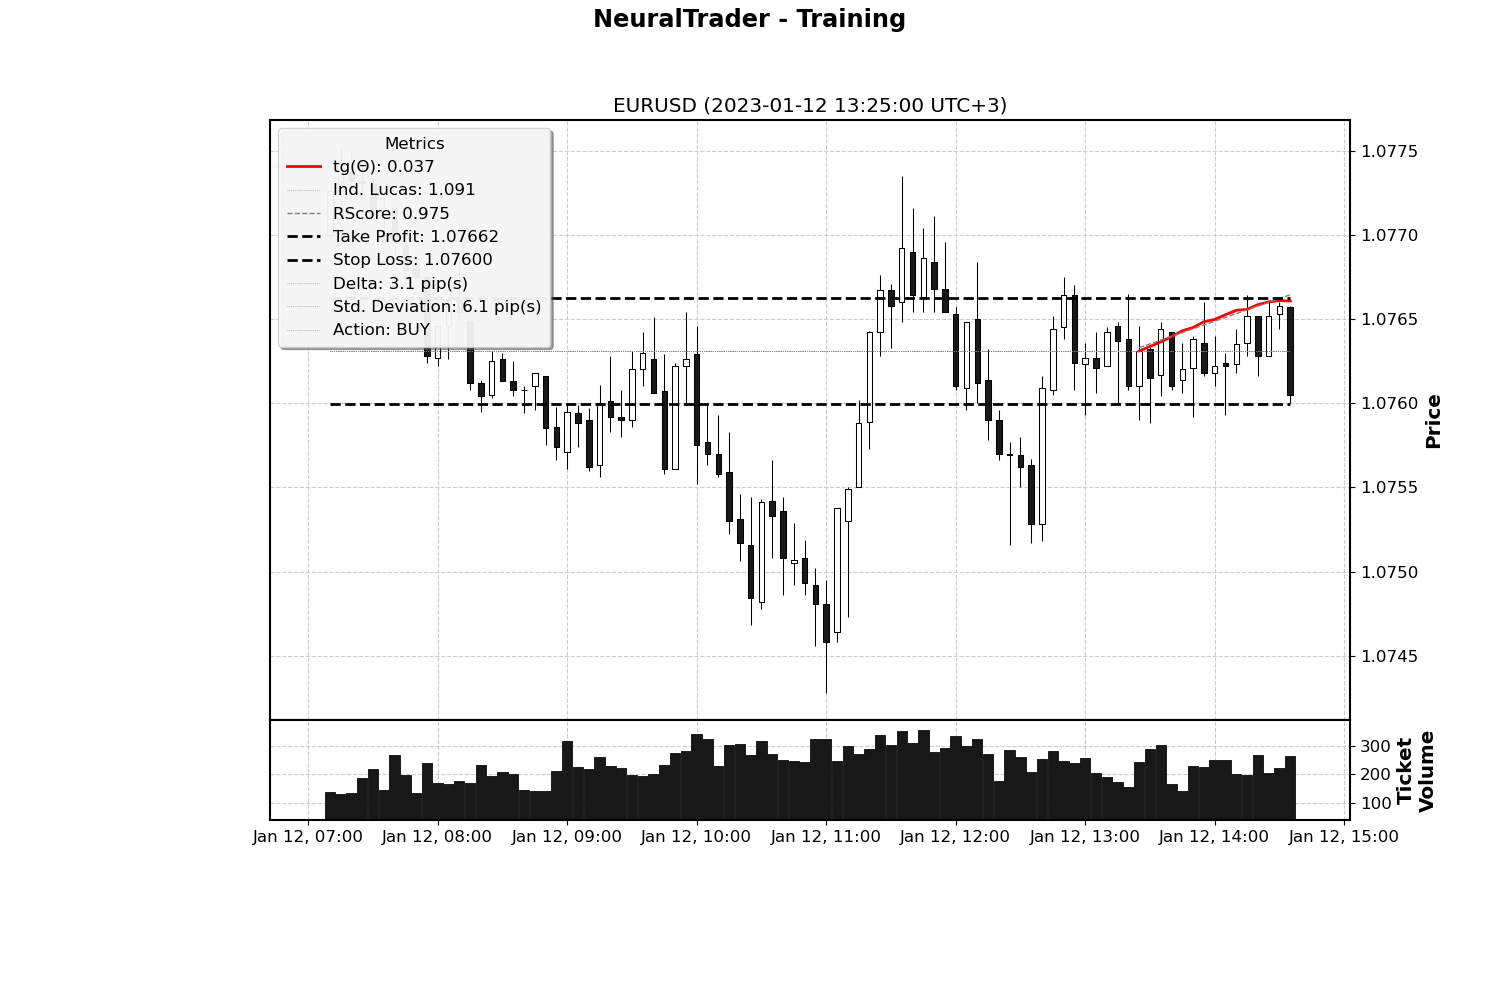 NeuralTrader - Training
EURUSD (2023-01-12 13:25:00 UTC+3)
Metrics
tg(Θ): 0.037
Ind. Lucas: 1.091
RScore: 0.975
Take Profit: 1.07662
Stop Loss: 1.07600
Delta: 3.1 pip(s)
Std. Deviation: 6.1 pip(s)
Action: BUY
1.0775
1.0770
1.0765
1.0760
1.0755
1.0750
1.0745
Price
300
200
100
Ticket
Volume
Jan 12, 07:00 Jan 12, 08:00 Jan 12, 09:00 Jan 12, 10:00 Jan 12, 11:00 Jan 12, 12:00 Jan 12, 13:00 Jan 12, 14:00 Jan 12, 15:00